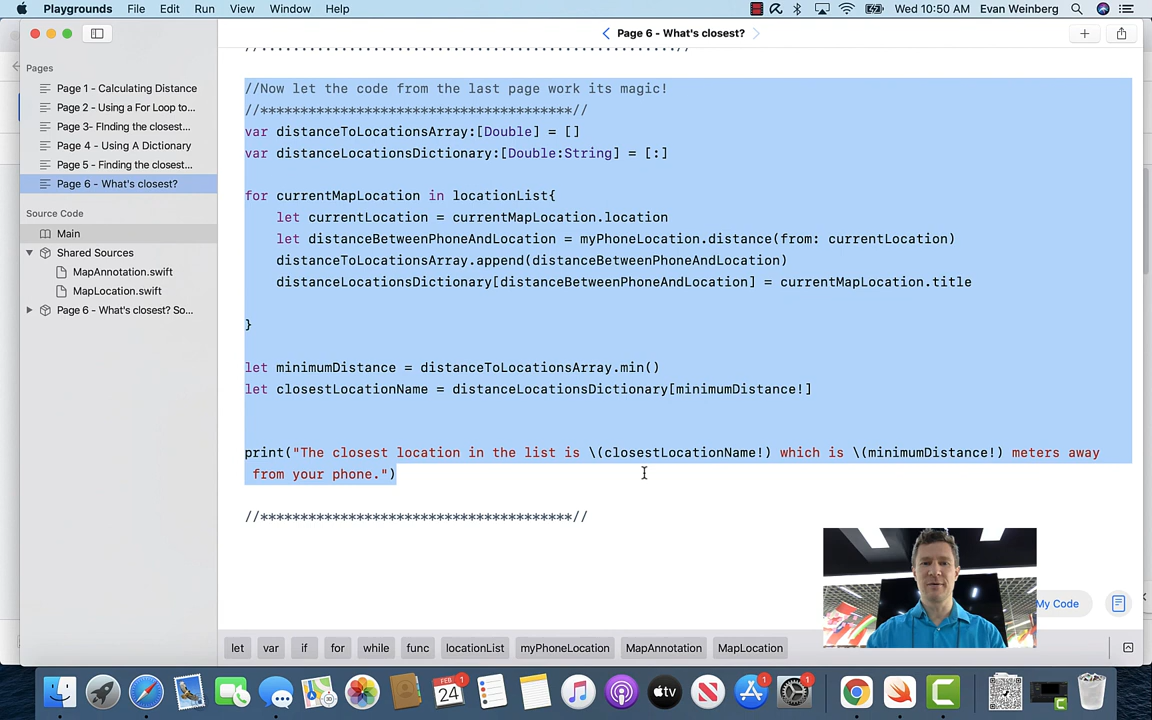 Playgrounds File Edit Run View Window Help Wed 10:50 AM Evan Weinberg
Page 6 - What's closest?
Pages
Page 1 - Calculating Distance
Page 2 - Using a For Loop to...
Page 3- FInding the closest...
Page 4 - Using A Dictionary
Page 5 - Finding the closest...
Page 6 - What's closest?
Source Code
Main
Shared Sources
MapAnnotation.swift
MapLocation.swift
Page 6 - What's closest? So...
//Now let the code from the last page work its magic!
//***************************************//
var distanceToLocationsArray:[Double] = []
var distanceLocationsDictionary:[Double:String] = [:]
for currentMapLocation in locationList{
let currentLocation = currentMapLocation.location
let distanceBetweenPhoneAndLocation = myPhoneLocation.distance(from: currentLocation)
distanceToLocationsArray.append(distanceBetweenPhoneAndLocation)
distanceLocationsDictionary[distanceBetweenPhoneAndLocation] = currentMapLocation.title
}
let minimumDistance = distanceToLocationsArray.min()
let closestLocationName = distanceLocationsDictionary[minimumDistance!]
print("The closest location in the list is \(closestLocationName!) which is \(minimumDistance!) meters away
from your phone.")
//***************************************//
My Code
let var if for while func locationList myPhoneLocation MapAnnotation MapLocation
FEB
24
1
tv
1
1